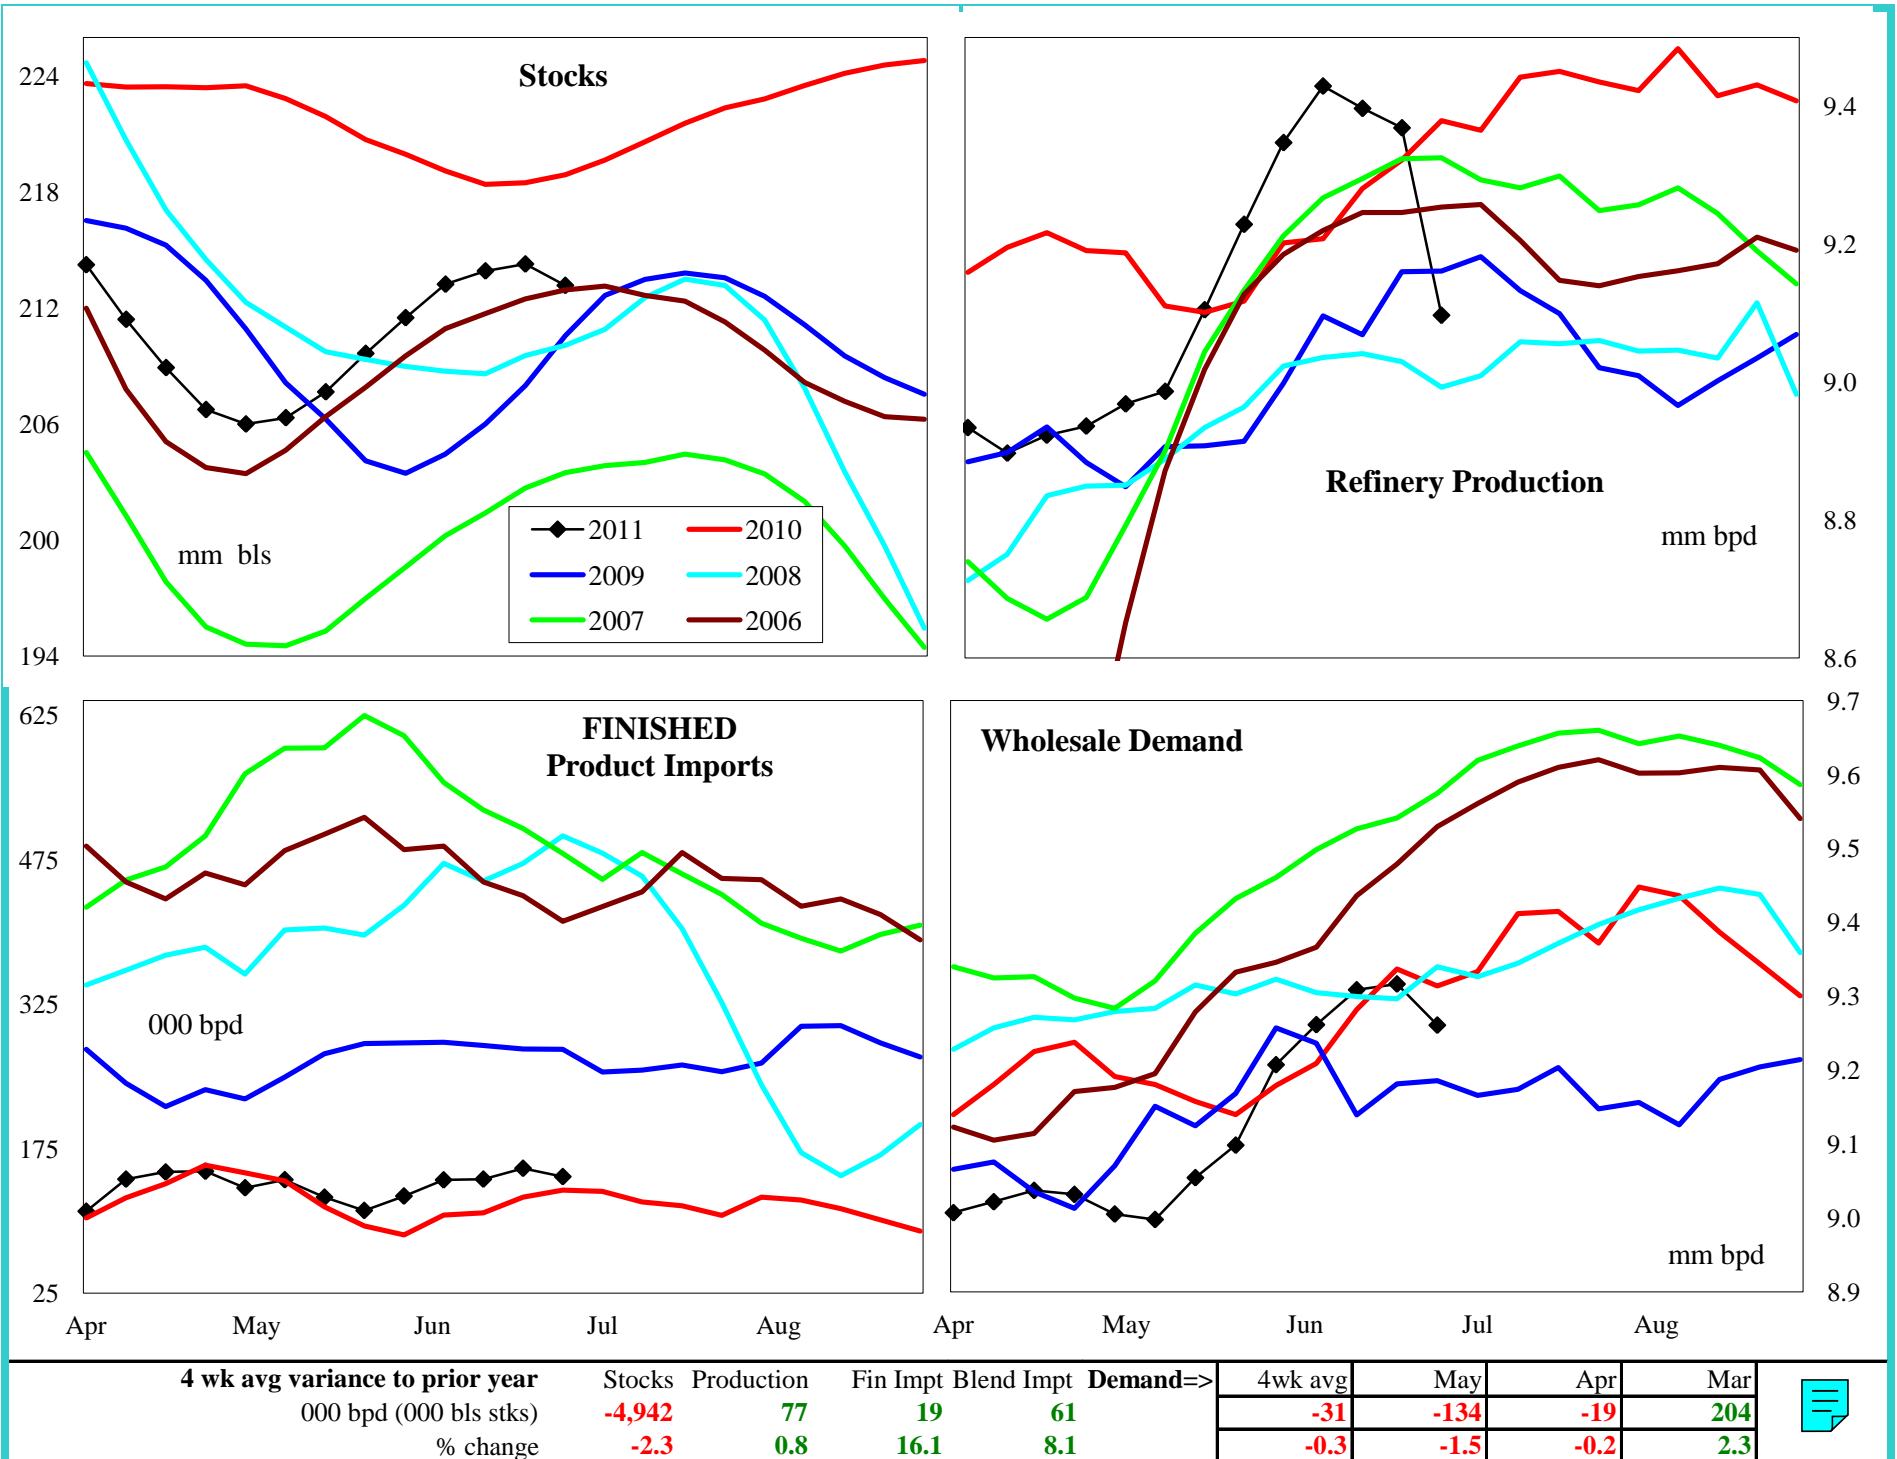 Stocks
224
218
212
206
200
194
mm bls
2011
2010
2009
2008
2007
2006
9.4
9.2
9.0
8.8
8.6
Refinery Production
mm bpd
625
475
325
175
25
FINISHED
Product Imports
000 bpd
Apr May Jun Jul Aug
Wholesale Demand
9.7
9.6
9.5
9.4
9.3
9.2
9.1
9.0
8.9
mm bpd
Apr May Jun Jul Aug
4 wk avg variance to prior year Stocks Production Fin Impt Blend Impt Demand=> 4wk avg May Apr Mar
000 bpd (000 bls stks) -4,942 77 19 61 -31 -134 -19 204
% change -2.3 0.8 16.1 8.1 -0.3 -1.5 -0.2 2.3